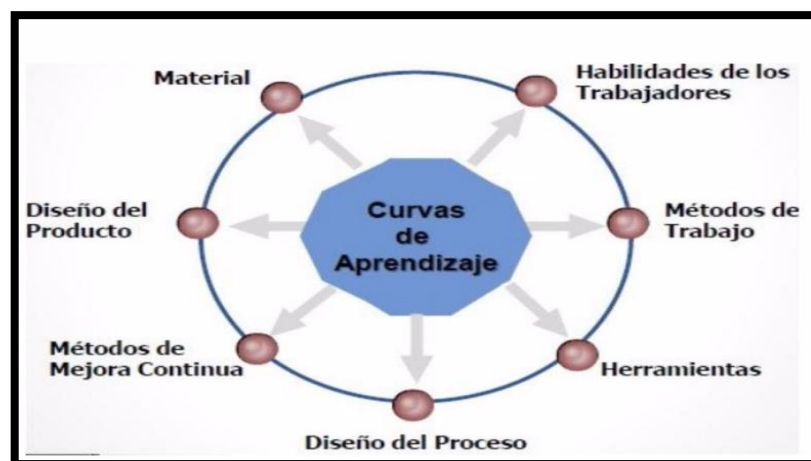 Material
Habilidades de los
Trabajadores
Diseño del
Producto
Curvas
de
Aprendizaje
Métodos de
Trabajo
Métodos de
Mejora Continua
Herramientas
Diseño del Proceso